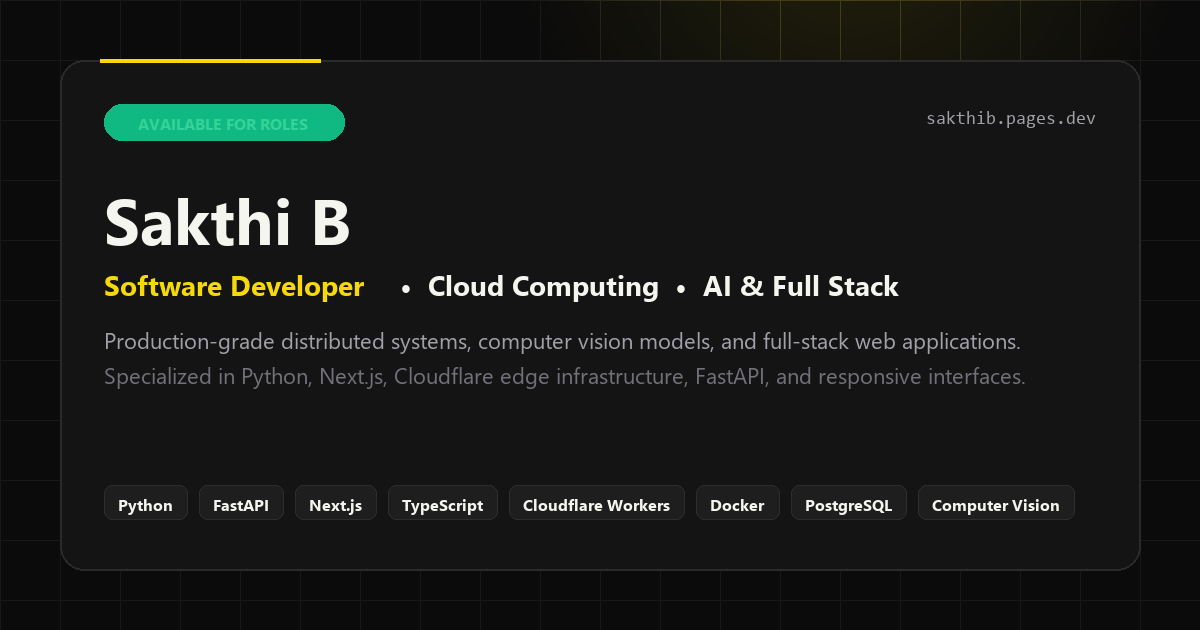 AVAILABLE FOR ROLES
sakthib.pages.dev
Sakthi B
Software Developer • Cloud Computing • AI & Full Stack
Production-grade distributed systems, computer vision models, and full-stack web applications.
Specialized in Python, Next.js, Cloudflare edge infrastructure, FastAPI, and responsive interfaces.
Python FastAPI Next.js TypeScript Cloudflare Workers Docker PostgreSQL Computer Vision